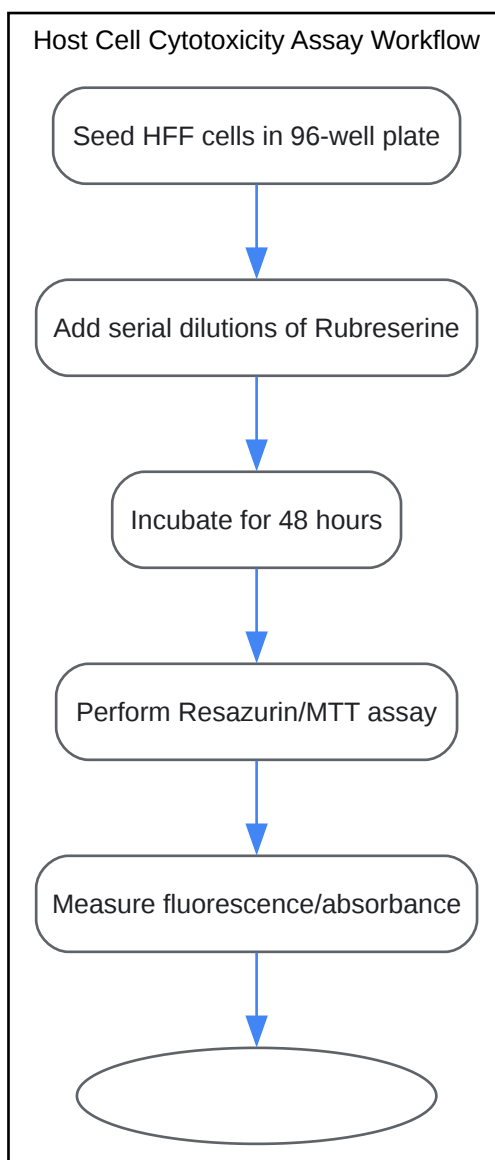 Host Cell Cytotoxicity Assay Workflow
Seed HFF cells in 96-well plate
Add serial dilutions of Rubreserine
Incubate for 48 hours
Perform Resazurin/MTT assay
Measure fluorescence/absorbance